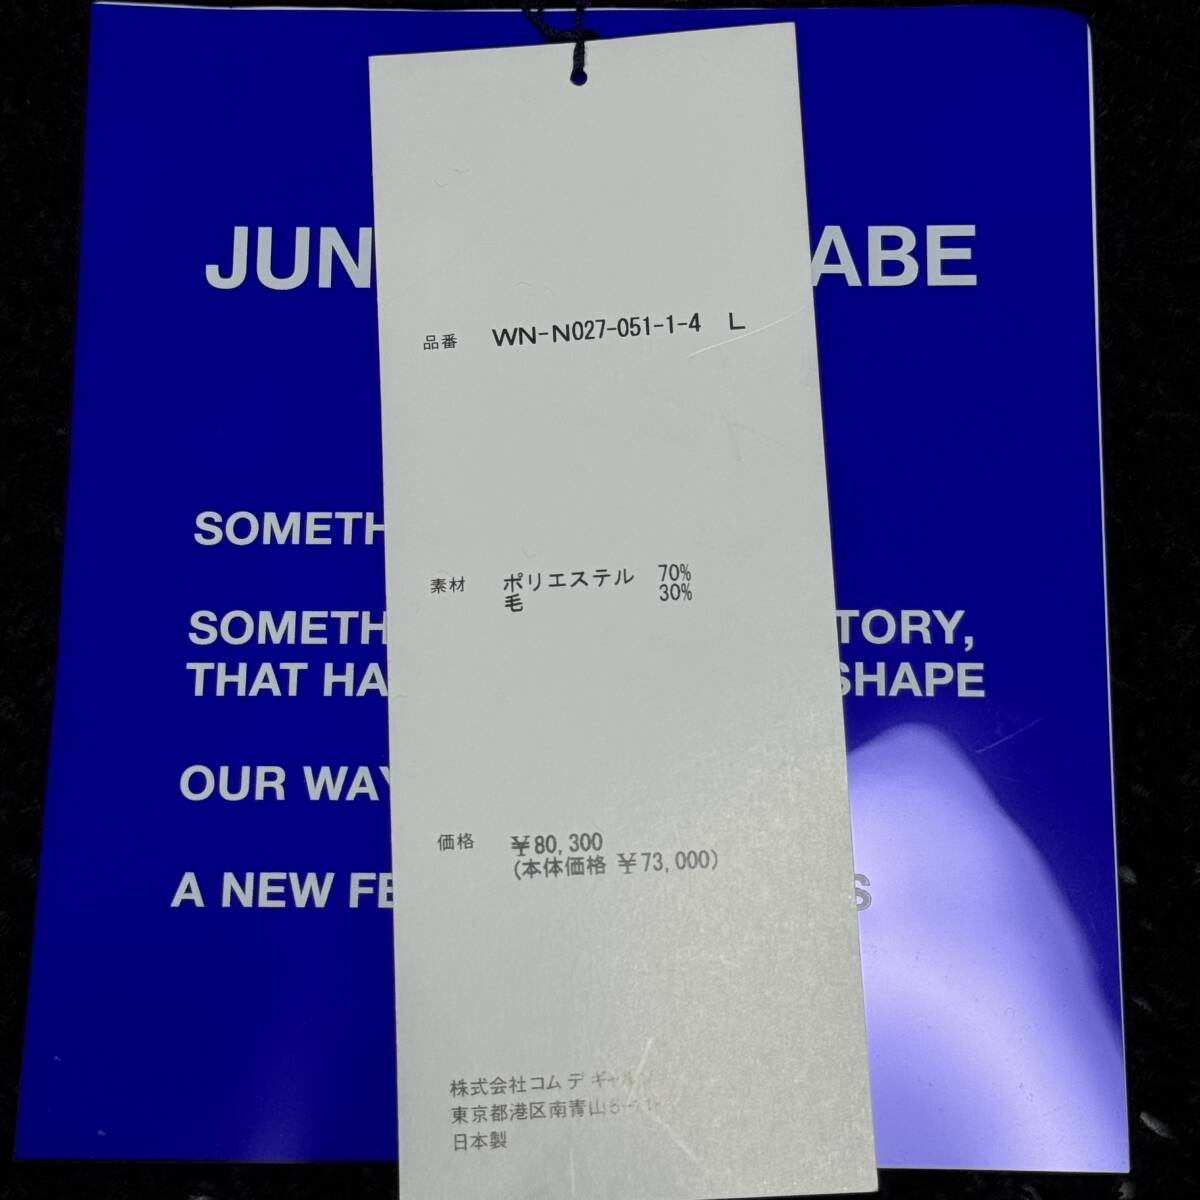 JUN ABE
品番 WN-N027-051-1-4 L
SOMETH
素材 ポリエステル 70%
毛 30%
SOMETH TORY,
THAT HA SHAPE
OUR WAY
価格 ¥80,300
(本体価格 ¥73,000)
A NEW FE S
株式会社コム デ ギャルソ
東京都港区南青山
日本製